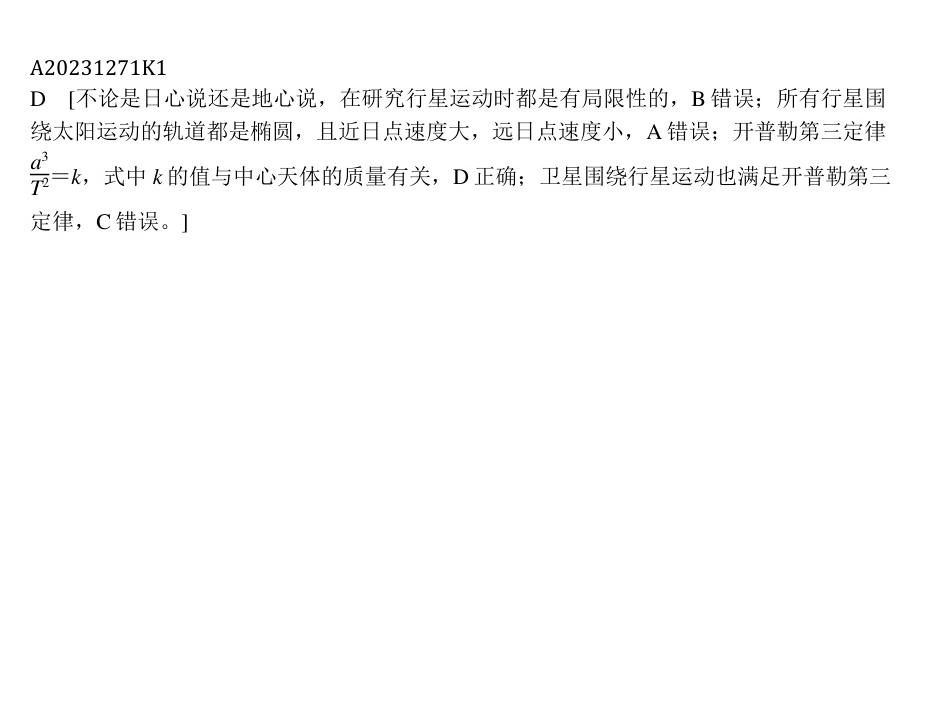 A20231271K1
D [不论是日心说还是地心说，在研究行星运动时都是有局限性的，B 错误；所有行星围
绕太阳运动的轨道都是椭圆，且近日点速度大，远日点速度小，A 错误；开普勒第三定律
a³/T²＝k，式中 k 的值与中心天体的质量有关，D 正确；卫星围绕行星运动也满足开普勒第三
定律，C 错误。]